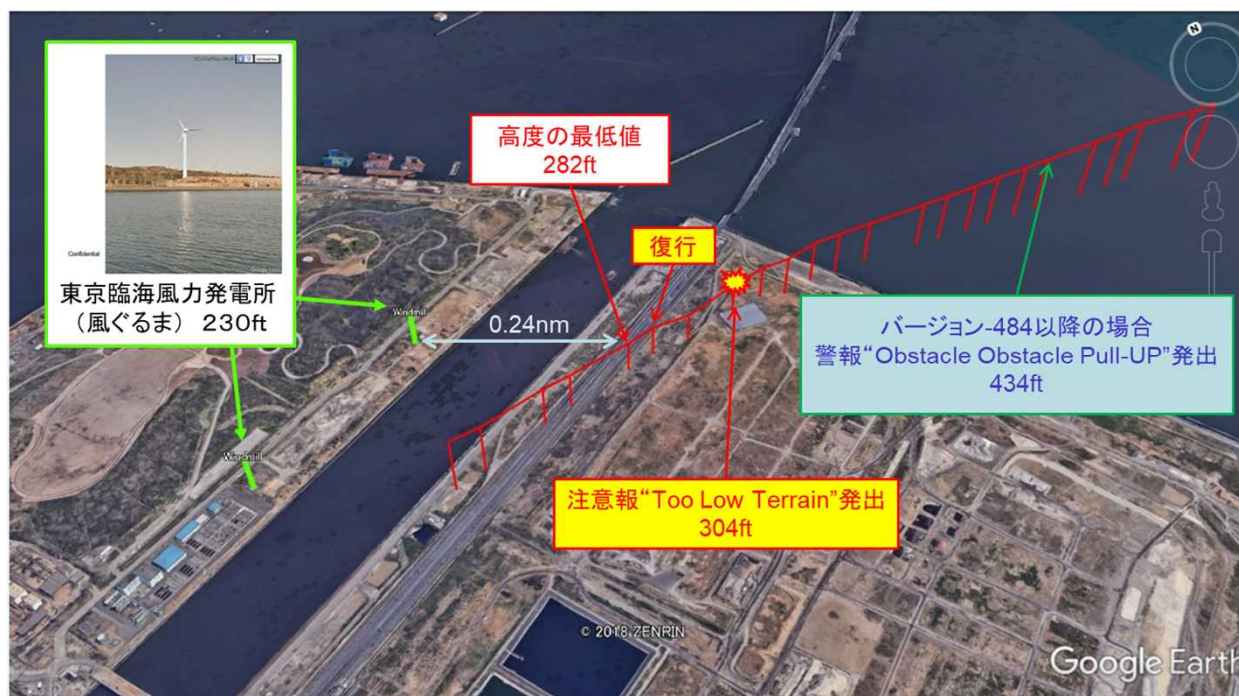 Confidential
東京臨海風力発電所
（風ぐるま） 230ft
高度の最低値
282ft
復行
Windmill
0.24nm
バージョン-484以降の場合
警報“Obstacle Obstacle Pull-UP”発出
434ft
Windmill
注意報“Too Low Terrain”発出
304ft
© 2018 ZENRIN
Google Earth
N